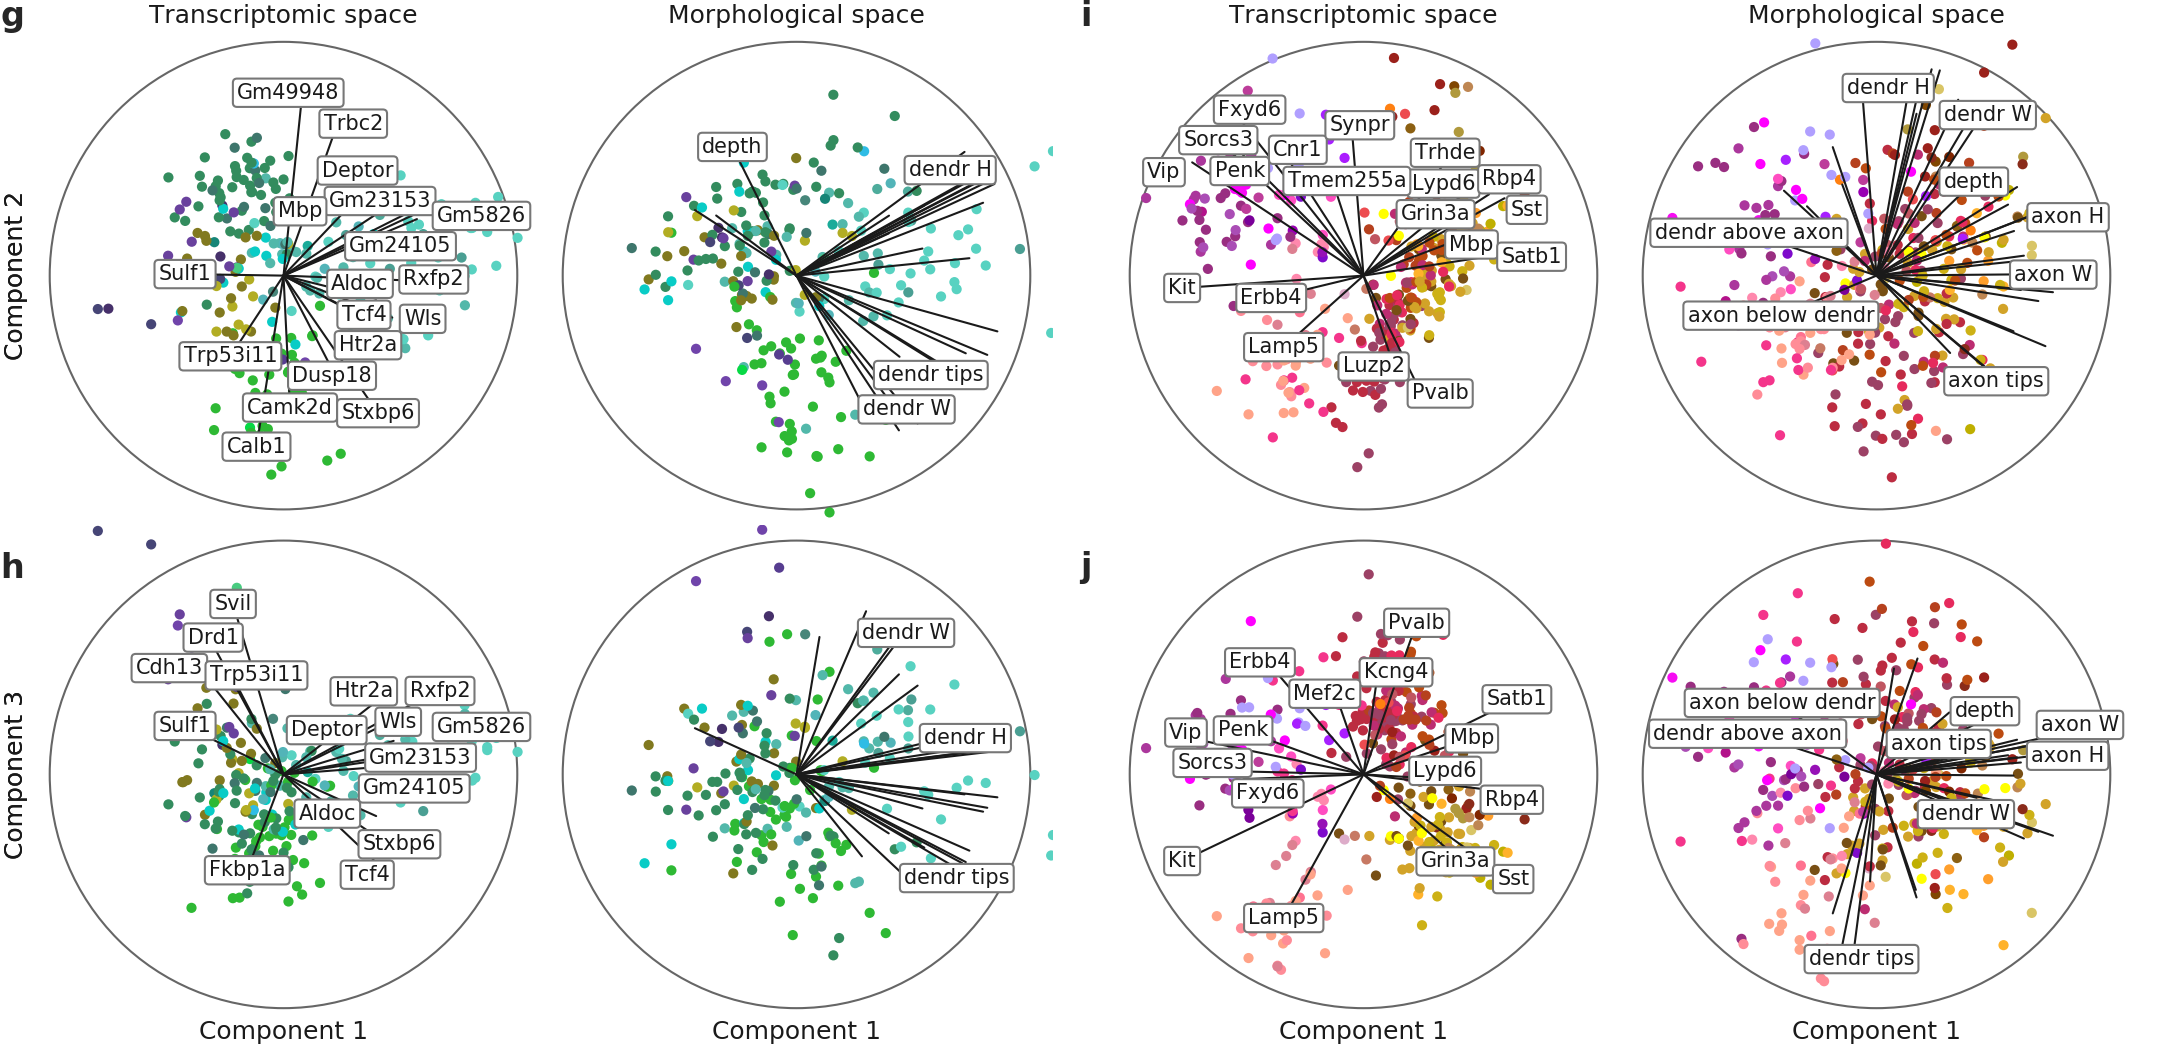 g
Transcriptomic space
Morphological space
Component 2
Gm49948
Trbc2
Deptor
Gm23153
Mbp
Gm5826
Gm24105
Sulf1
Aldoc
Rxfp2
Tcf4
Wls
Htr2a
Trp53i11
Dusp18
Camk2d
Stxbp6
Calb1
depth
dendr H
dendr tips
dendr W
h
Component 3
Svil
Drd1
Cdh13
Trp53i11
Htr2a
Rxfp2
Sulf1
Deptor
Wls
Gm5826
Gm23153
Gm24105
Aldoc
Stxbp6
Fkbp1a
Tcf4
Component 1
dendr W
dendr H
dendr tips
Component 1
i
Transcriptomic space
Morphological space
Fxyd6
Synpr
Sorcs3
Cnr1
Trhde
Vip
Penk
Tmem255a
Lypd6
Rbp4
Grin3a
Sst
Mbp
Satb1
Kit
Erbb4
Lamp5
Luzp2
Pvalb
dendr H
dendr W
depth
axon H
dendr above axon
axon W
axon below dendr
axon tips
j
Pvalb
Erbb4
Kcng4
Mef2c
Satb1
Vip
Penk
Mbp
Sorcs3
Lypd6
Fxyd6
Rbp4
Kit
Grin3a
Sst
Lamp5
Component 1
axon below dendr
depth
axon W
dendr above axon
axon tips
axon H
dendr W
dendr tips
Component 1